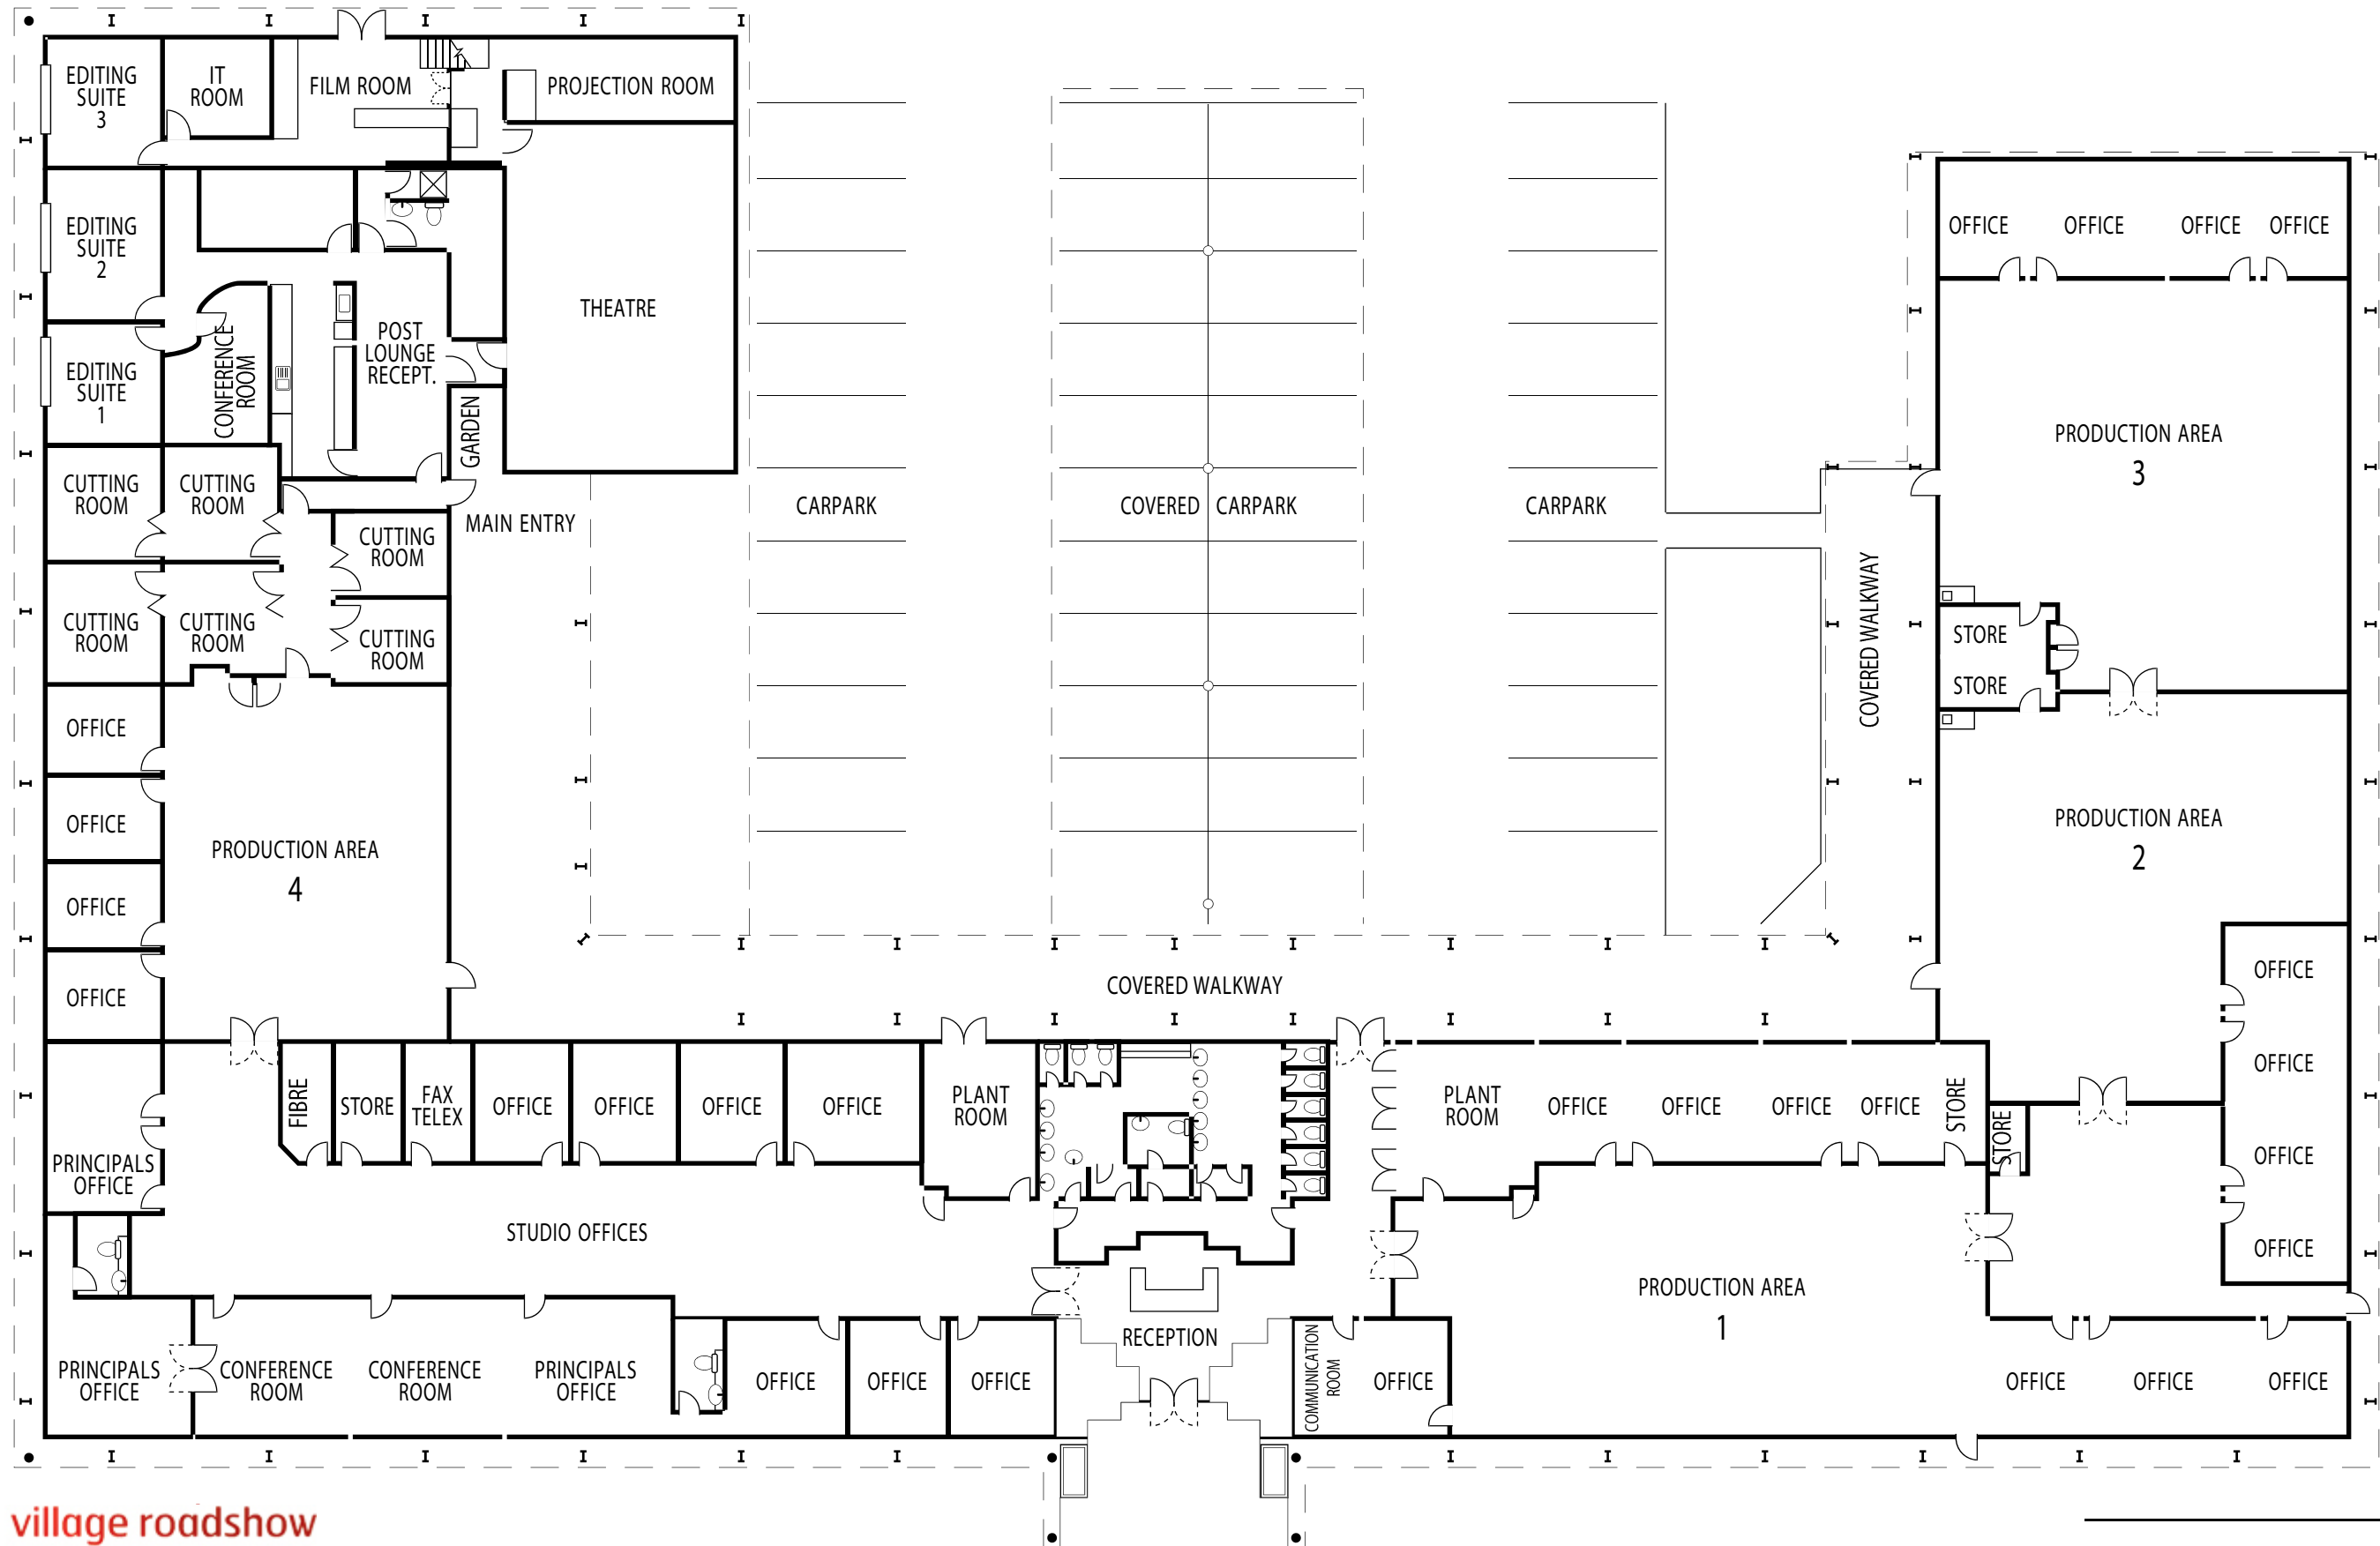 EDITING
SUITE
3
IT
ROOM
FILM ROOM
PROJECTION ROOM
EDITING
SUITE
2
THEATRE
EDITING
SUITE
1
CONFERENCE
ROOM
POST
LOUNGE
RECEPT.
GARDEN
CUTTING
ROOM
CUTTING
ROOM
MAIN ENTRY
CUTTING
ROOM
CUTTING
ROOM
CUTTING
ROOM
CUTTING
ROOM
CARPARK
COVERED CARPARK
CARPARK
COVERED WALKWAY
OFFICE
OFFICE
OFFICE
OFFICE
PRODUCTION AREA
3
STORE
STORE
PRODUCTION AREA
2
OFFICE
OFFICE
OFFICE
OFFICE
OFFICE
OFFICE
OFFICE
OFFICE
PRODUCTION AREA
4
COVERED WALKWAY
PRINCIPALS
OFFICE
FIBRE
STORE
FAX
TELEX
OFFICE
OFFICE
OFFICE
OFFICE
PLANT
ROOM
PLANT
ROOM
OFFICE
OFFICE
OFFICE
OFFICE
STORE
STORE
STUDIO OFFICES
PRODUCTION AREA
1
RECEPTION
PRINCIPALS
OFFICE
CONFERENCE
ROOM
CONFERENCE
ROOM
PRINCIPALS
OFFICE
OFFICE
OFFICE
OFFICE
COMMUNICATION
ROOM
OFFICE
OFFICE
OFFICE
OFFICE
village roadshow